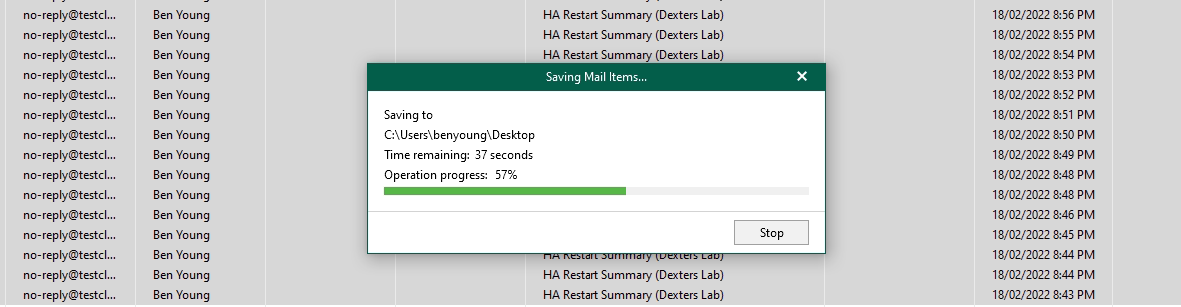 no-reply@testcl... Ben Young HA Restart Summary (Dexters Lab) 18/02/2022 8:56 PM
no-reply@testcl... Ben Young HA Restart Summary (Dexters Lab) 18/02/2022 8:55 PM
no-reply@testcl... Ben Young HA Restart Summary (Dexters Lab) 18/02/2022 8:54 PM
no-reply@testcl... Ben Young 18/02/2022 8:53 PM
no-reply@testcl... Ben Young 18/02/2022 8:52 PM
no-reply@testcl... Ben Young 18/02/2022 8:51 PM
no-reply@testcl... Ben Young 18/02/2022 8:50 PM
no-reply@testcl... Ben Young 18/02/2022 8:49 PM
no-reply@testcl... Ben Young 18/02/2022 8:48 PM
no-reply@testcl... Ben Young 18/02/2022 8:48 PM
no-reply@testcl... Ben Young 18/02/2022 8:46 PM
no-reply@testcl... Ben Young 18/02/2022 8:45 PM
no-reply@testcl... Ben Young HA Restart Summary (Dexters Lab) 18/02/2022 8:44 PM
no-reply@testcl... Ben Young HA Restart Summary (Dexters Lab) 18/02/2022 8:44 PM
no-reply@testcl... Ben Young HA Restart Summary (Dexters Lab) 18/02/2022 8:43 PM
Saving Mail Items...
Saving to
C:\Users\benyoung\Desktop
Time remaining: 37 seconds
Operation progress: 57%
Stop